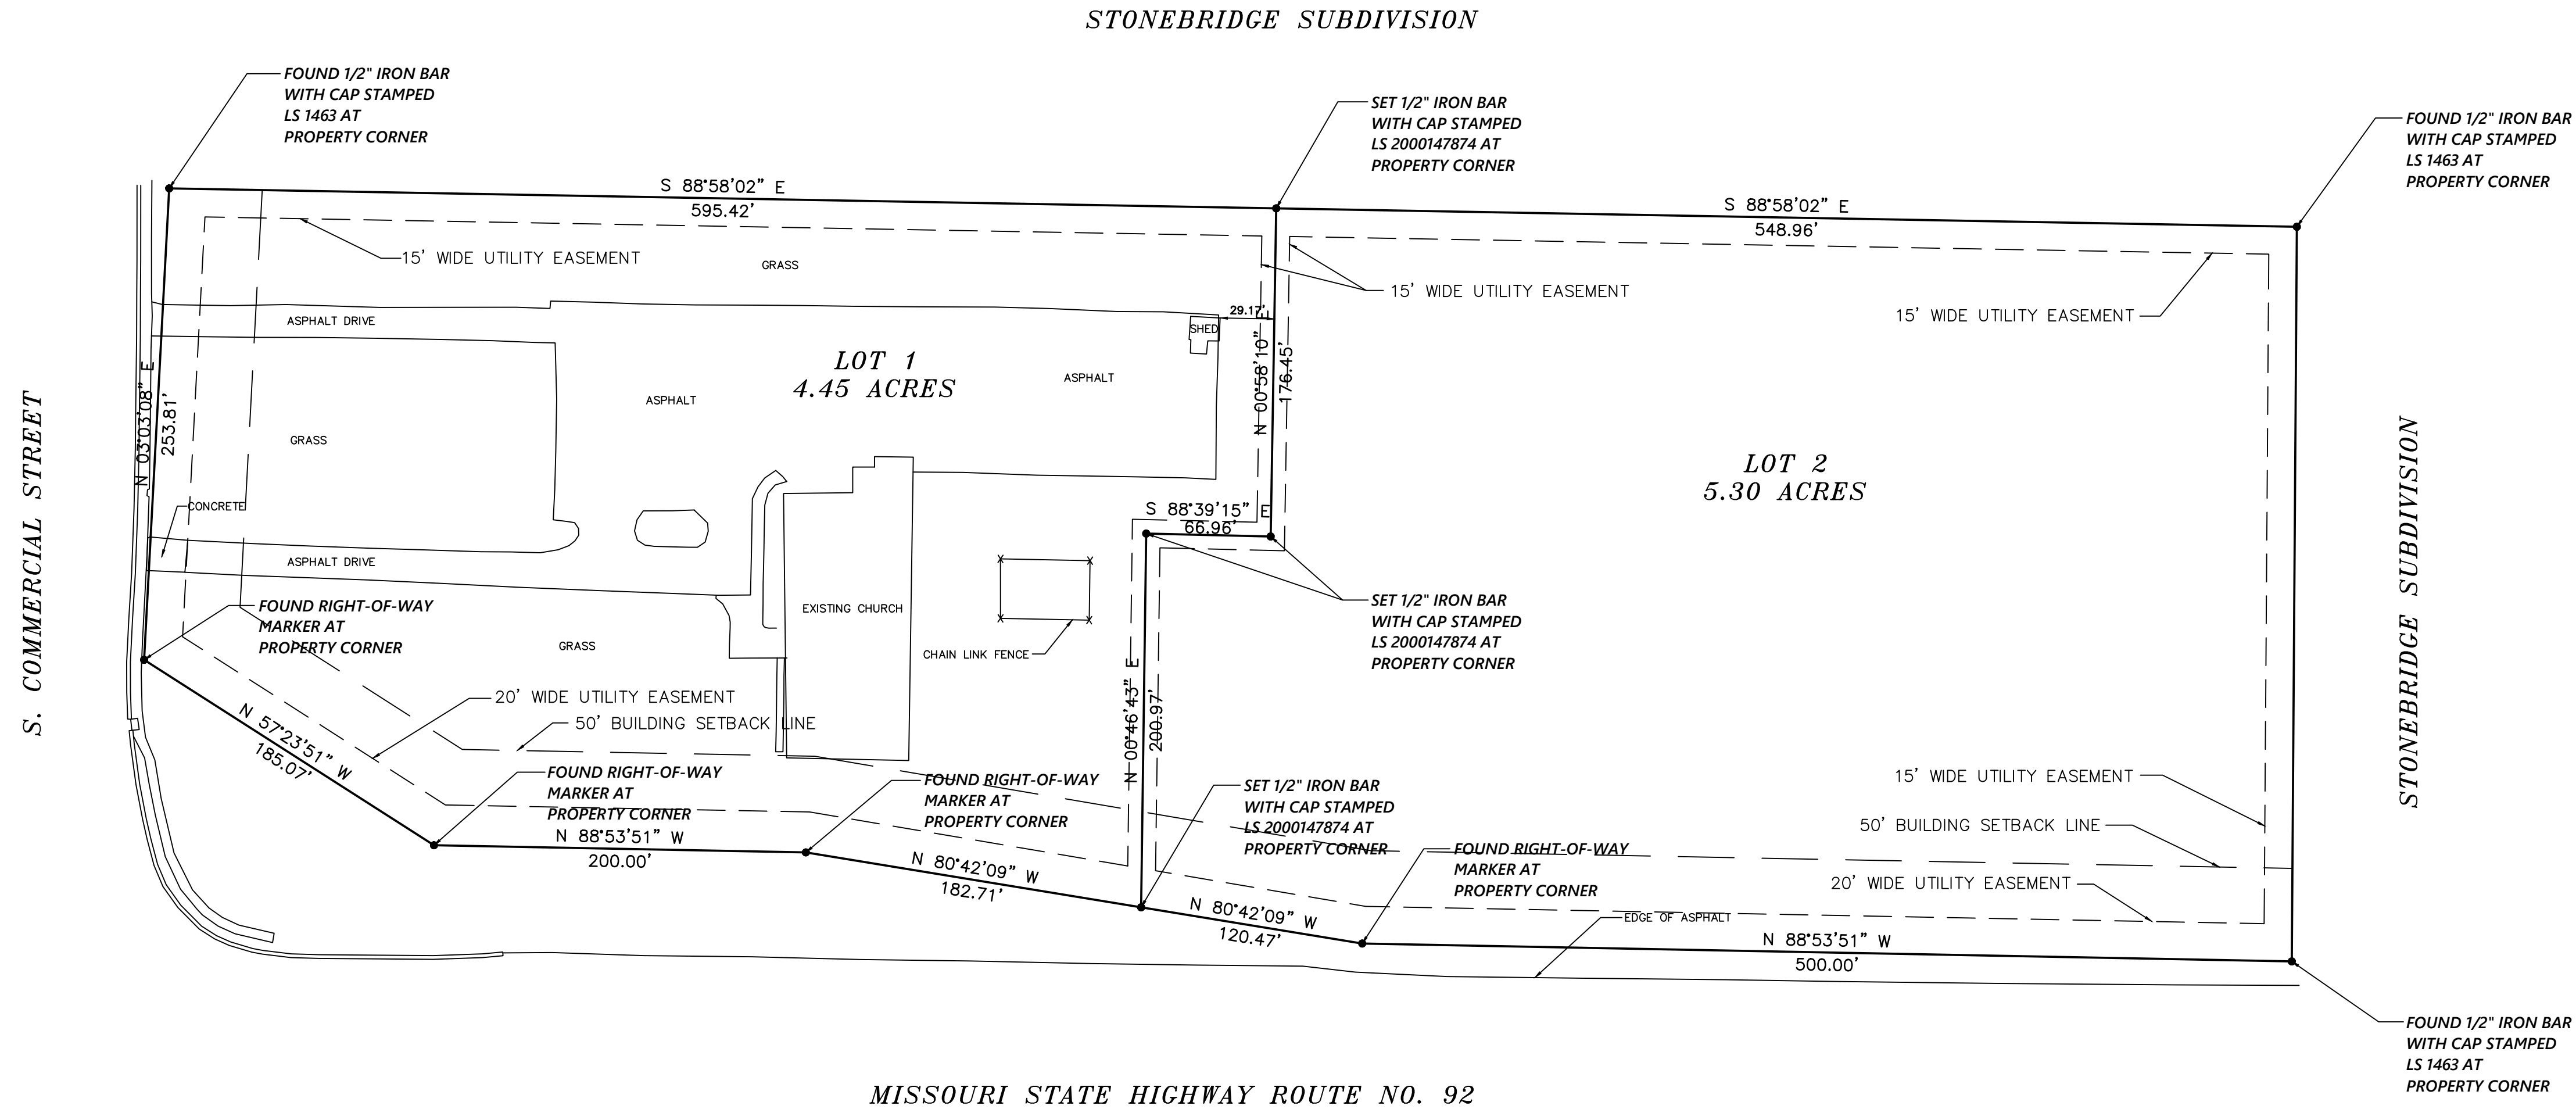 STONEBRIDGE SUBDIVISION
FOUND 1/2" IRON BAR
WITH CAP STAMPED
LS 1463 AT
PROPERTY CORNER
SET 1/2" IRON BAR
WITH CAP STAMPED
LS 2000147874 AT
PROPERTY CORNER
FOUND 1/2" IRON BAR
WITH CAP STAMPED
LS 1463 AT
PROPERTY CORNER
S 88°58'02" E
595.42'
S 88°58'02" E
548.96'
15' WIDE UTILITY EASEMENT
GRASS
15' WIDE UTILITY EASEMENT
15' WIDE UTILITY EASEMENT
ASPHALT DRIVE
29.17'
SHED
LOT 1
4.45 ACRES
ASPHALT
ASPHALT
N 00°58'10" E
176.45'
N 03°03'08" E
253.81'
GRASS
S. COMMERCIAL STREET
LOT 2
5.30 ACRES
STONEBRIDGE SUBDIVISION
CONCRETE
S 88°39'15" E
66.96'
ASPHALT DRIVE
FOUND RIGHT-OF-WAY
MARKER AT
PROPERTY CORNER
EXISTING CHURCH
SET 1/2" IRON BAR
WITH CAP STAMPED
LS 2000147874 AT
PROPERTY CORNER
GRASS
CHAIN LINK FENCE
N 00°46'43" E
200.97'
20' WIDE UTILITY EASEMENT
50' BUILDING SETBACK LINE
N 57°23'51" W
185.07'
FOUND RIGHT-OF-WAY
MARKER AT
PROPERTY CORNER
FOUND RIGHT-OF-WAY
MARKER AT
PROPERTY CORNER
SET 1/2" IRON BAR
WITH CAP STAMPED
LS 2000147874 AT
PROPERTY CORNER
15' WIDE UTILITY EASEMENT
50' BUILDING SETBACK LINE
20' WIDE UTILITY EASEMENT
N 88°53'51" W
200.00'
N 80°42'09" W
182.71'
FOUND RIGHT-OF-WAY
MARKER AT
PROPERTY CORNER
N 80°42'09" W
120.47'
EDGE OF ASPHALT
N 88°53'51" W
500.00'
FOUND 1/2" IRON BAR
WITH CAP STAMPED
LS 1463 AT
PROPERTY CORNER
MISSOURI STATE HIGHWAY ROUTE NO. 92